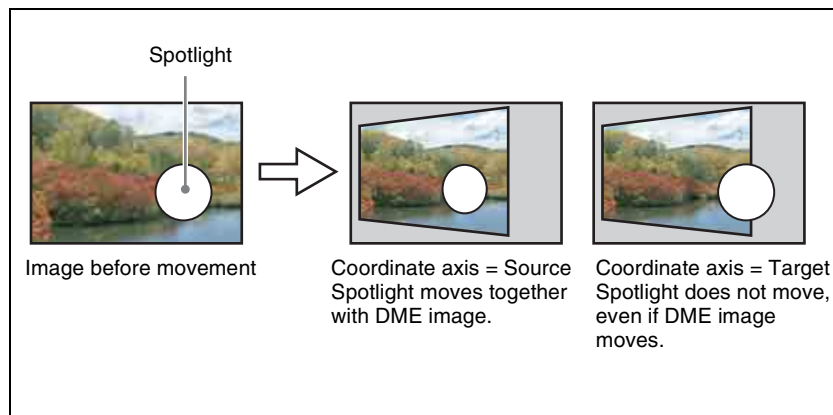 Spotlight
Image before movement
Coordinate axis = Source
Spotlight moves together
with DME image.
Coordinate axis = Target
Spotlight does not move,
even if DME image
moves.